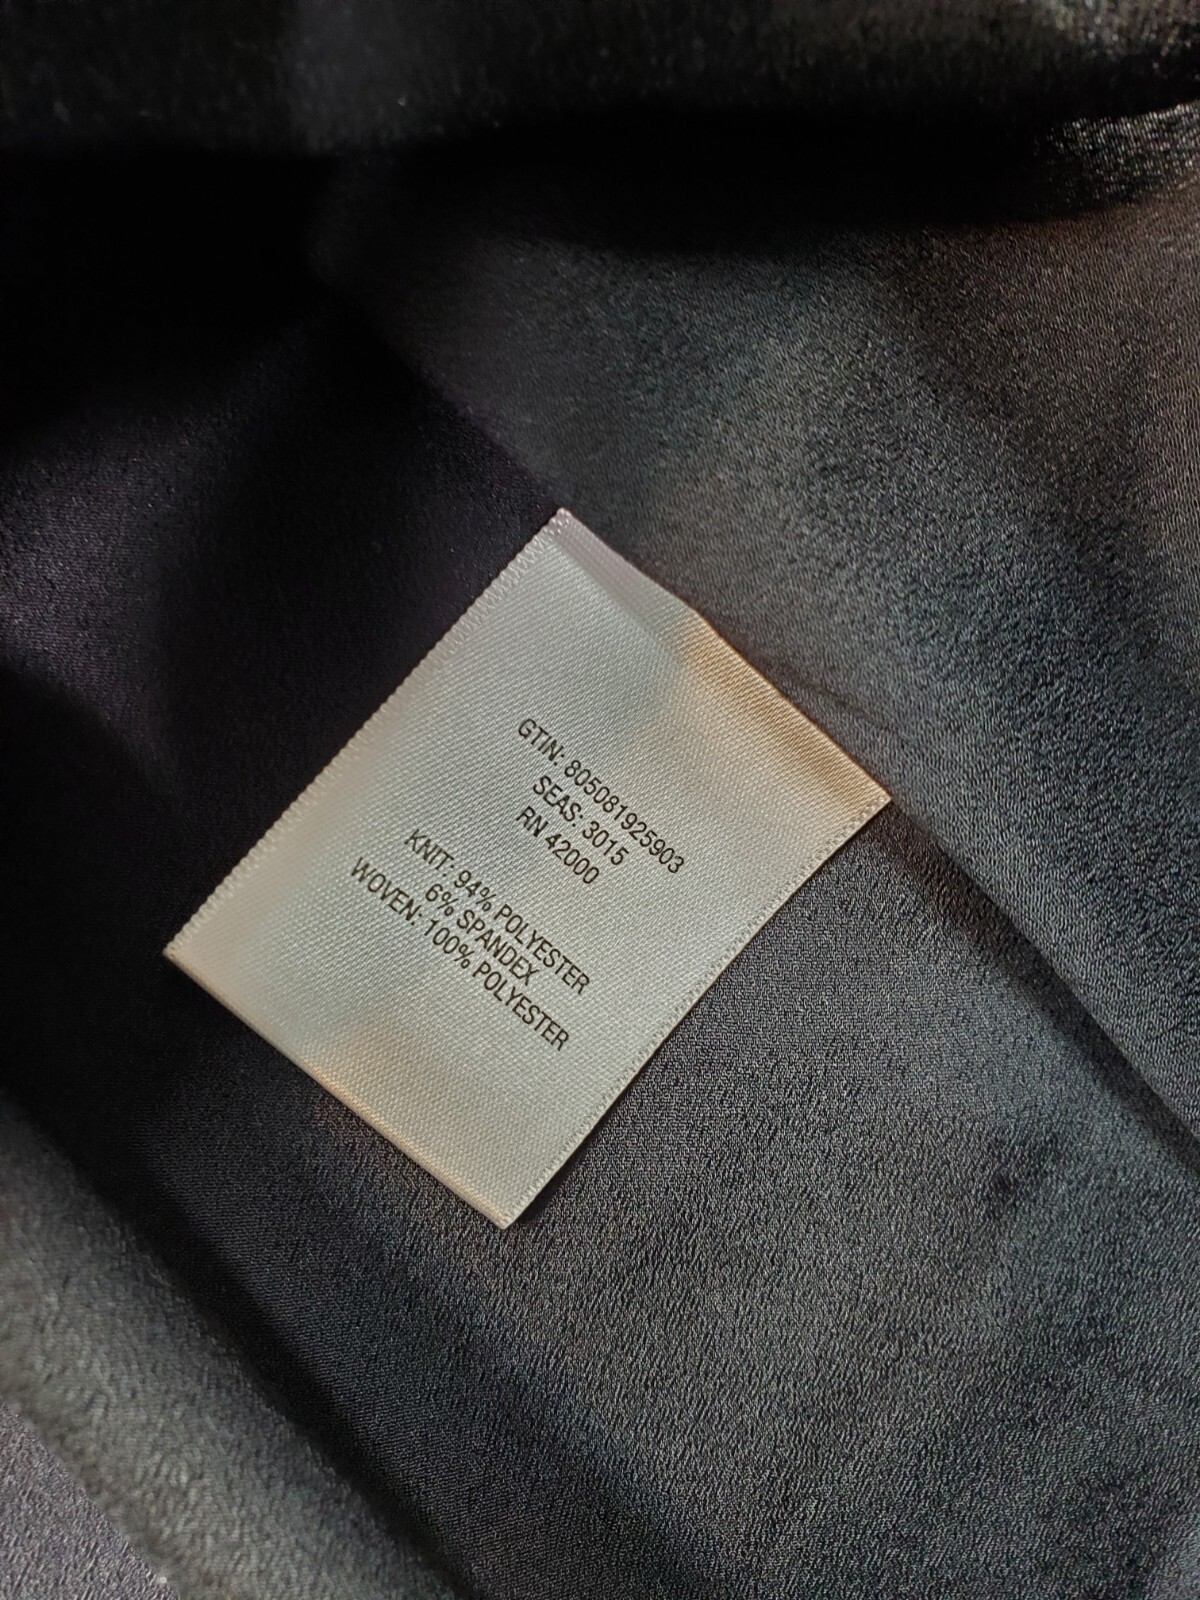 GTIN: 805081925903
SEAS: 3015
RN 42000
KNIT: 94% POLYESTER
6% SPANDEX
WOVEN: 100% POLYESTER